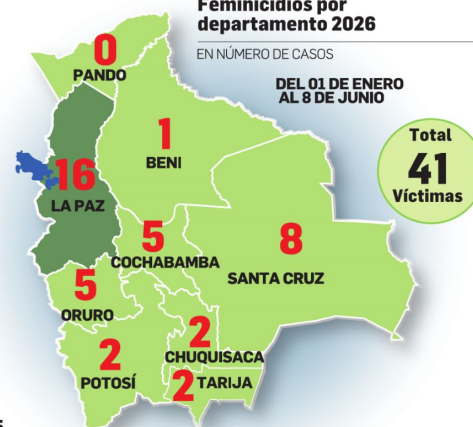 Feminicidios por
departamento 2026
EN NÚMERO DE CASOS
DEL 01 DE ENERO
AL 8 DE JUNIO
Total
41
Víctimas
0
PANDO
1
BENI
16
LA PAZ
5
COCHABAMBA
8
SANTA CRUZ
5
ORURO
2
CHUQUISACA
2
POTOSÍ
2 TARIJA